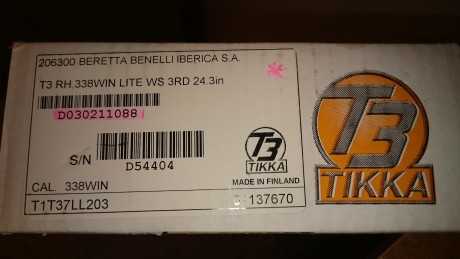 206300 BERETTA BENELLI IBERICA S.A.
T3 RH 338WIN LITE WS 3RD 24.3in
D030211088
S/N
D54404
T3
TIKKA
CAL. 338WIN
MADE IN FINLAND
T1T37LL203
137670
T3
TIKKA